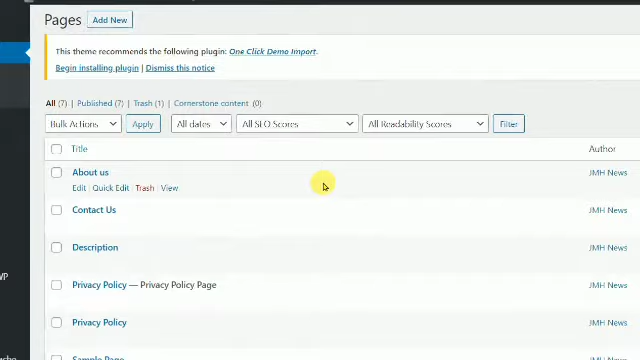 Pages Add New
This theme recommends the following plugin: One Click Demo Import.
Begin installing plugin | Dismiss this notice
All (7) | Published (7) | Trash (1) | Cornerstone content (0)
Bulk Actions Apply All dates All SEO Scores All Readability Scores Filter
Title Author
About us JMH News
Edit | Quick Edit | Trash | View
Contact Us JMH News
Description JMH News
WP
Privacy Policy — Privacy Policy Page JMH News
Privacy Policy JMH News
Sample Page